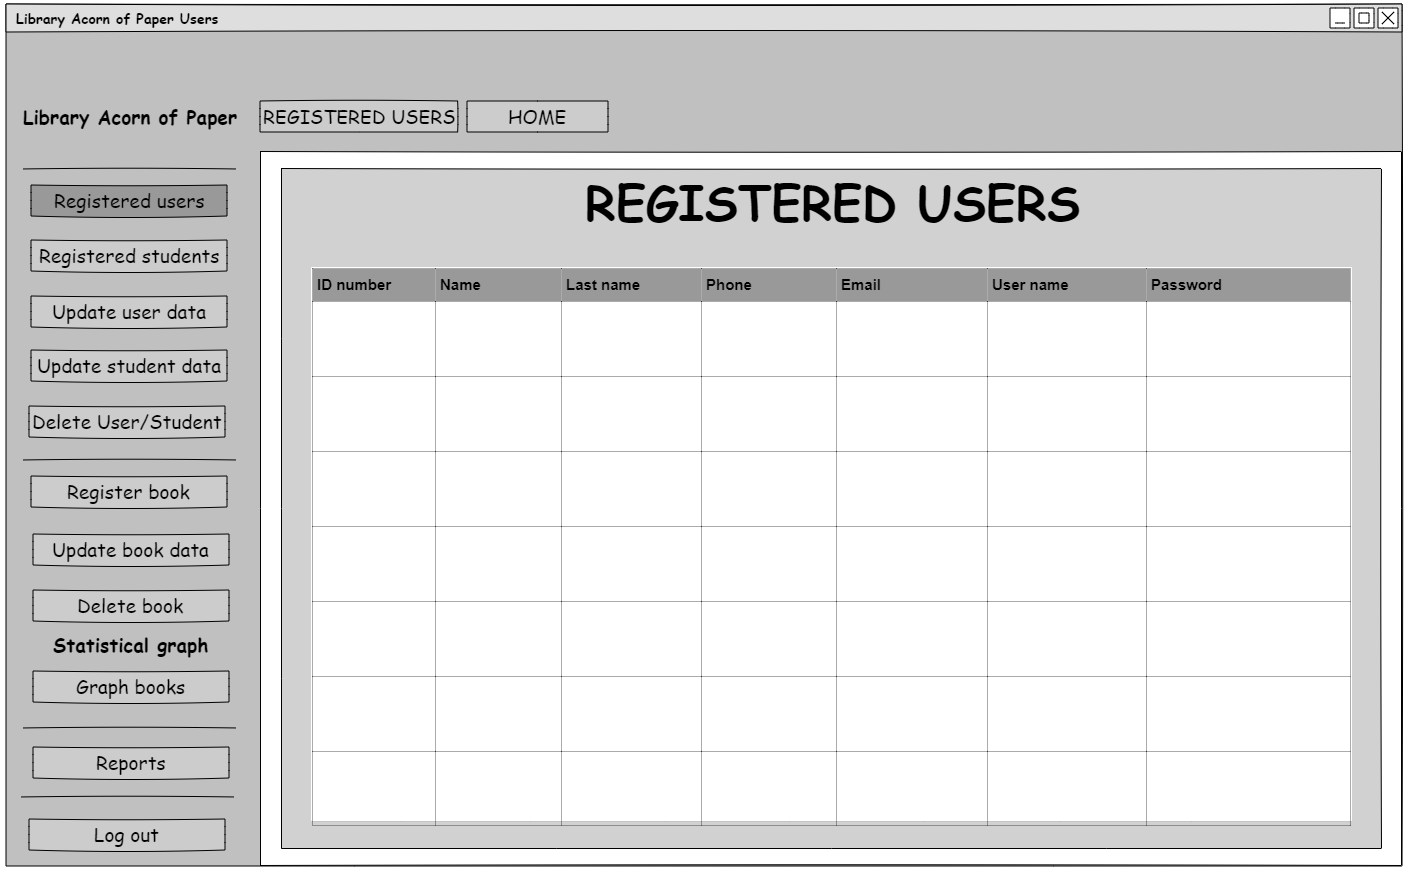 Library Acorn of Paper Users
Library Acorn of Paper
REGISTERED USERS
HOME
Registered users
Registered students
Update user data
Update student data
Delete User/Student
Register book
Update book data
Delete book
Statistical graph
Graph books
Reports
Log out
REGISTERED USERS
ID number Name Last name Phone Email User name Password